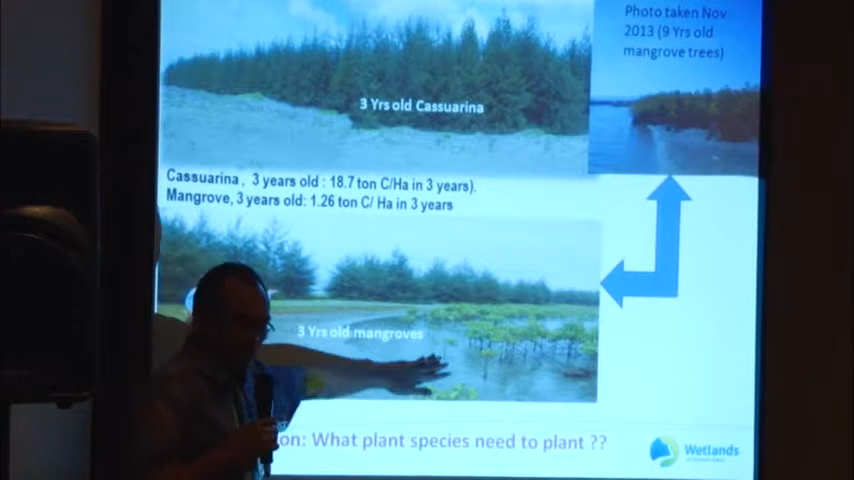 Photo taken Nov
2013 (9 Yrs old
mangrove trees)
3 Yrs old Cassuarina
Cassuarina, 3 years old : 18.7 ton C/Ha in 3 years).
Mangrove, 3 years old: 1.26 ton C/ Ha in 3 years
3 Yrs old mangroves
on: What plant species need to plant ??
Wetlands